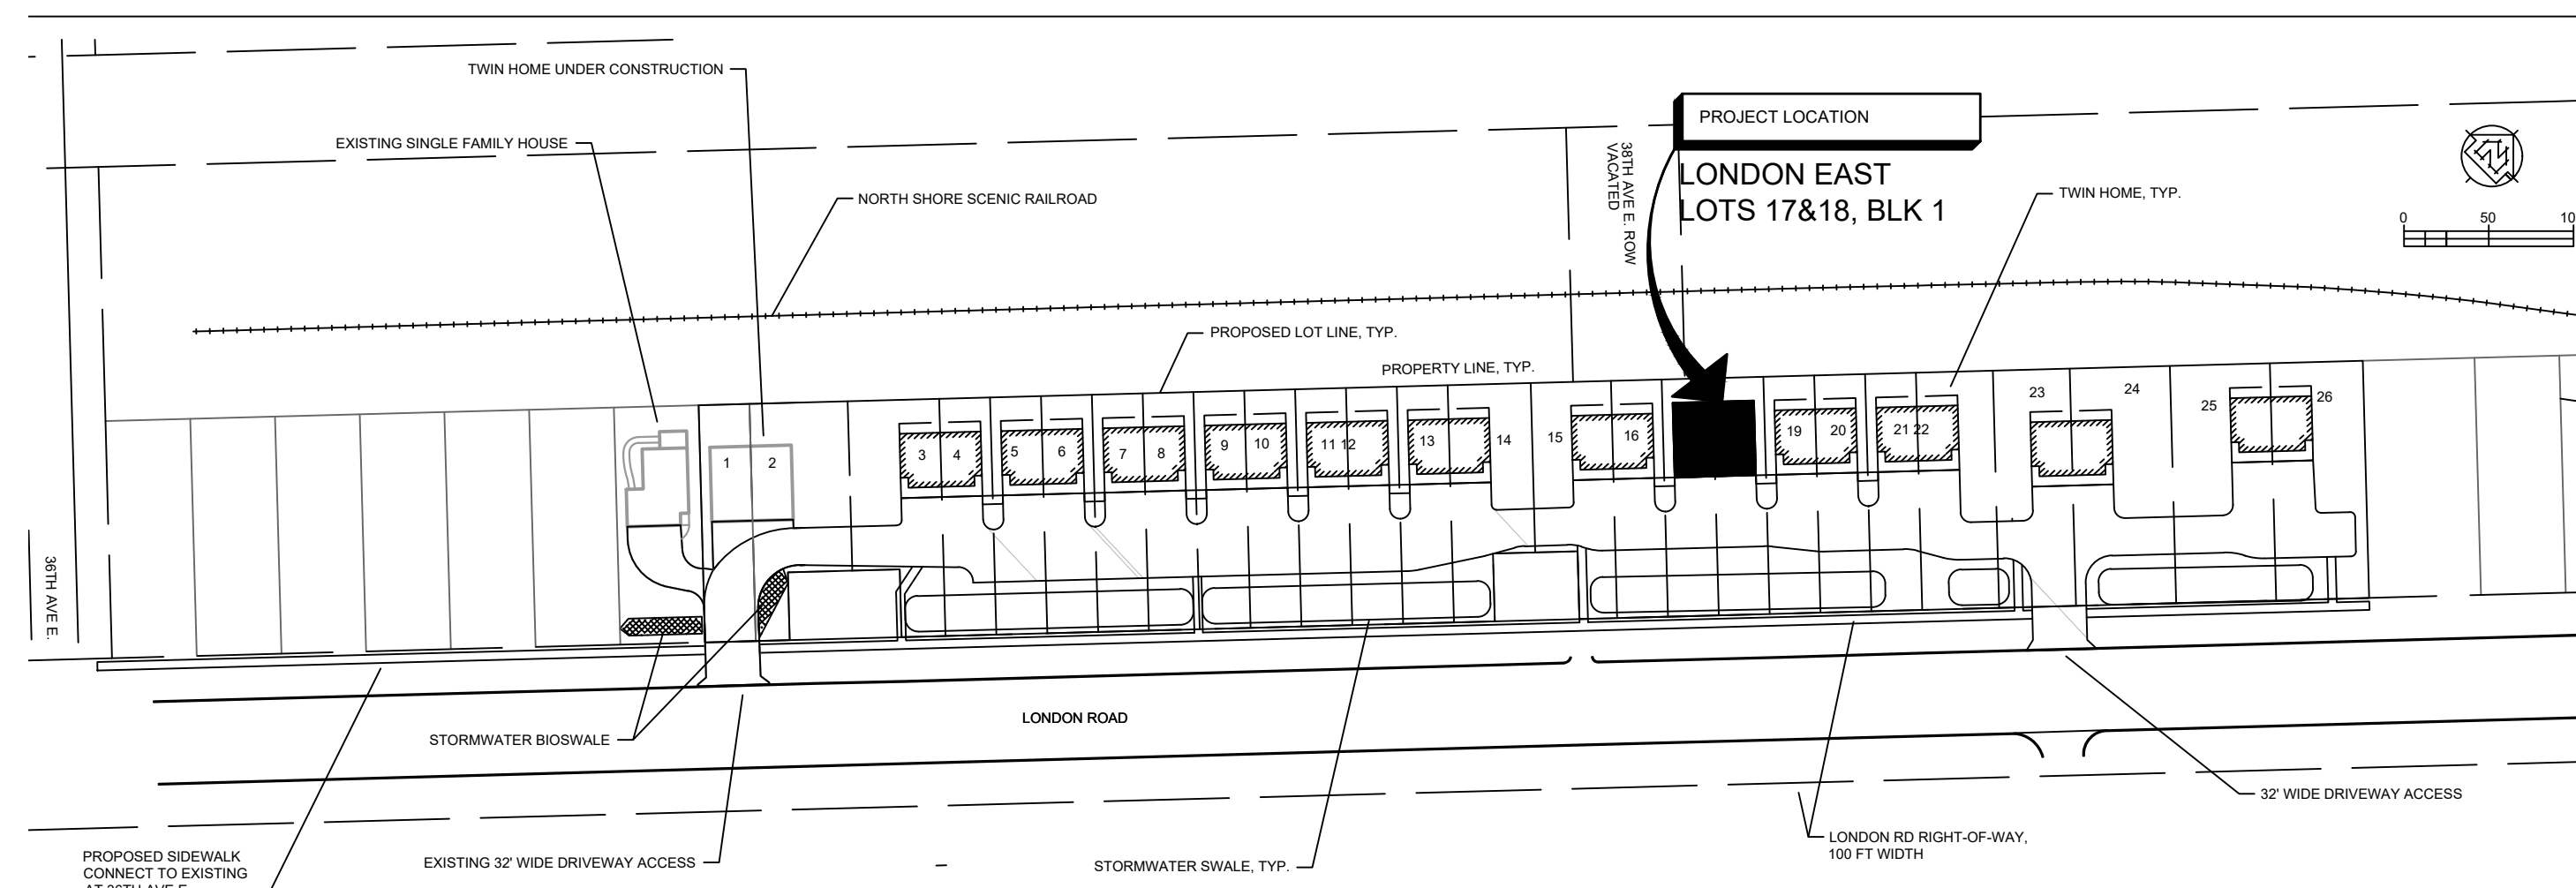 TWIN HOME UNDER CONSTRUCTION
EXISTING SINGLE FAMILY HOUSE
NORTH SHORE SCENIC RAILROAD
PROJECT LOCATION
LONDON EAST
LOTS 17&18, BLK 1
38TH AVE E. ROW
VACATED
TWIN HOME, TYP.
0 50 10
PROPOSED LOT LINE, TYP.
PROPERTY LINE, TYP.
1 2 3 4 5 6 7 8 9 10 11 12 13 14 15 16 19 20 21 22 23 24 25 26
36TH AVE E.
LONDON ROAD
STORMWATER BIOSWALE
32' WIDE DRIVEWAY ACCESS
LONDON RD RIGHT-OF-WAY,
100 FT WIDTH
PROPOSED SIDEWALK
CONNECT TO EXISTING
AT 36TH AVE E
EXISTING 32' WIDE DRIVEWAY ACCESS
STORMWATER SWALE, TYP.